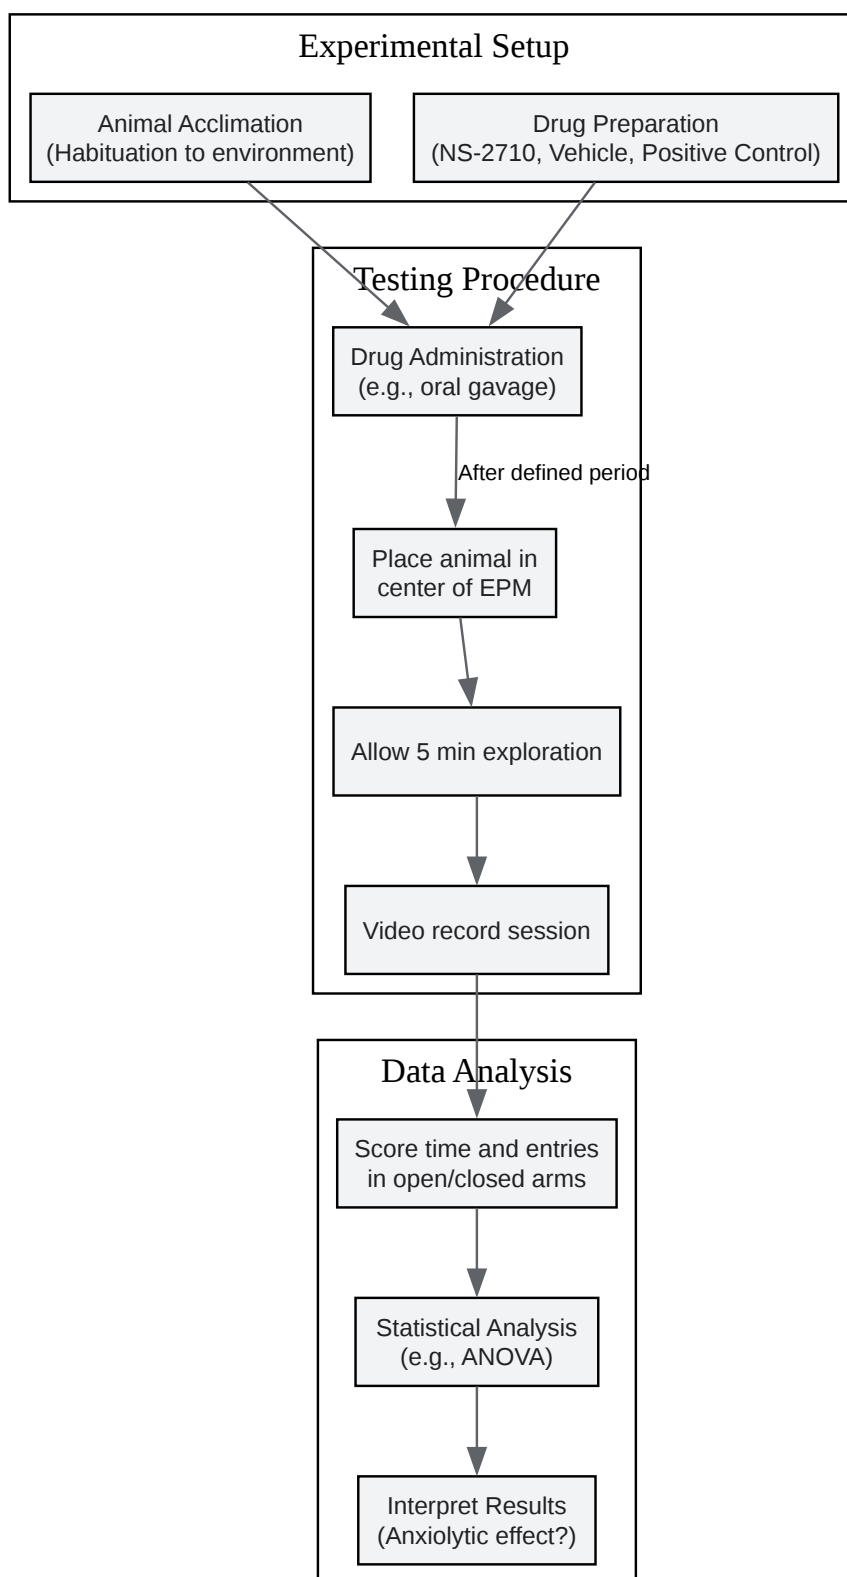 Experimental Setup
Animal Acclimation
(Habituation to environment)
Drug Preparation
(NS-2710, Vehicle, Positive Control)
Testing Procedure
Drug Administration
(e.g., oral gavage)
After defined period
Place animal in
center of EPM
Allow 5 min exploration
Video record session
Data Analysis
Score time and entries
in open/closed arms
Statistical Analysis
(e.g., ANOVA)
Interpret Results
(Anxiolytic effect?)